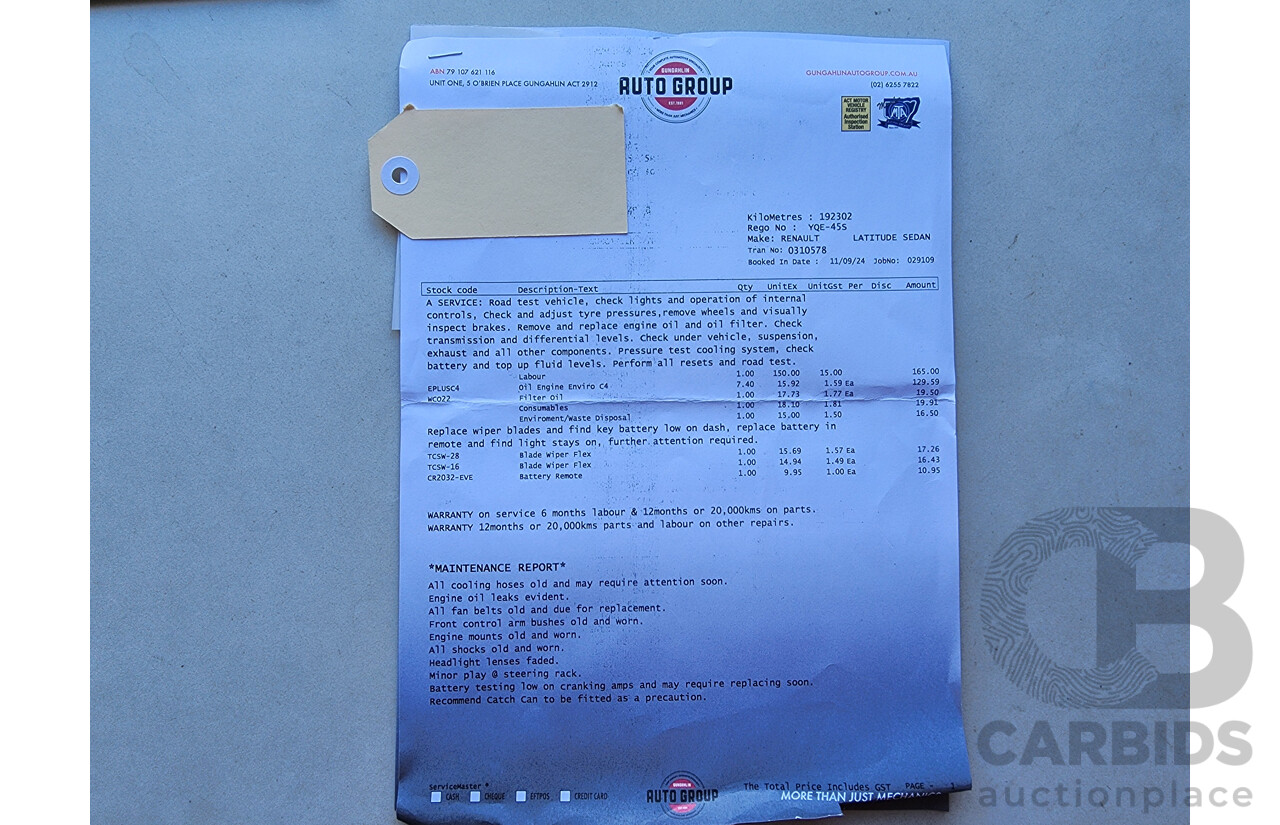 ABN 79 107 621 116
UNIT ONE, 5 O'BRIEN PLACE GUNGAHLIN ACT 2912
GUNGAHLIN
AUTO GROUP
GUNGAHLINAUTOGROUP.COM.AU
(02) 6255 7822
ACT MOTOR
VEHICLE
REGISTRY
Authorised
Inspection
Station
MTA
KiloMetres : 192302
Rego No : YQE-45S
Make: RENAULT LATITUDE SEDAN
Tran No: 0310578
Booked In Date : 11/09/24 JobNo: 029109
Stock code Description-Text Qty UnitEx UnitGst Per Disc Amount
A SERVICE: Road test vehicle, check lights and operation of internal
controls, Check and adjust tyre pressures,remove wheels and visually
inspect brakes. Remove and replace engine oil and oil filter. Check
transmission and differential levels. Check under vehicle, suspension,
exhaust and all other components. Pressure test cooling system, check
battery and top up fluid levels. Perform all resets and road test.
Labour 1.00 150.00 15.00 165.00
EPLUSC4 Oil Engine Enviro C4 7.40 15.92 1.59 Ea 129.59
WCO22 Filter Oil 1.00 17.73 1.77 Ea 19.50
Consumables 1.00 18.10 1.81 19.91
Enviroment/Waste Disposal 1.00 15.00 1.50 16.50
Replace wiper blades and find key battery low on dash, replace battery in
remote and find light stays on, further attention required.
TCSW-28 Blade Wiper Flex 1.00 15.69 1.57 Ea 17.26
TCSW-16 Blade Wiper Flex 1.00 14.94 1.49 Ea 16.43
CR2032-EVE Battery Remote 1.00 9.95 1.00 Ea 10.95
WARRANTY on service 6 months labour & 12months or 20,000kms on parts.
WARRANTY 12months or 20,000kms parts and labour on other repairs.
*MAINTENANCE REPORT*
All cooling hoses old and may require attention soon.
Engine oil leaks evident.
All fan belts old and due for replacement.
Front control arm bushes old and worn.
Engine mounts old and worn.
All shocks old and worn.
Headlight lenses faded.
Minor play @ steering rack.
Battery testing low on cranking amps and may require replacing soon.
Recommend Catch Can to be fitted as a precaution.
ServiceMaster ®
CASH CHEQUE EFTPOS CREDIT CARD
AUTO GROUP
The Total Price Includes GST PAGE - 1
MORE THAN JUST MECHANICS
CB
CARBIDS
auctionplace